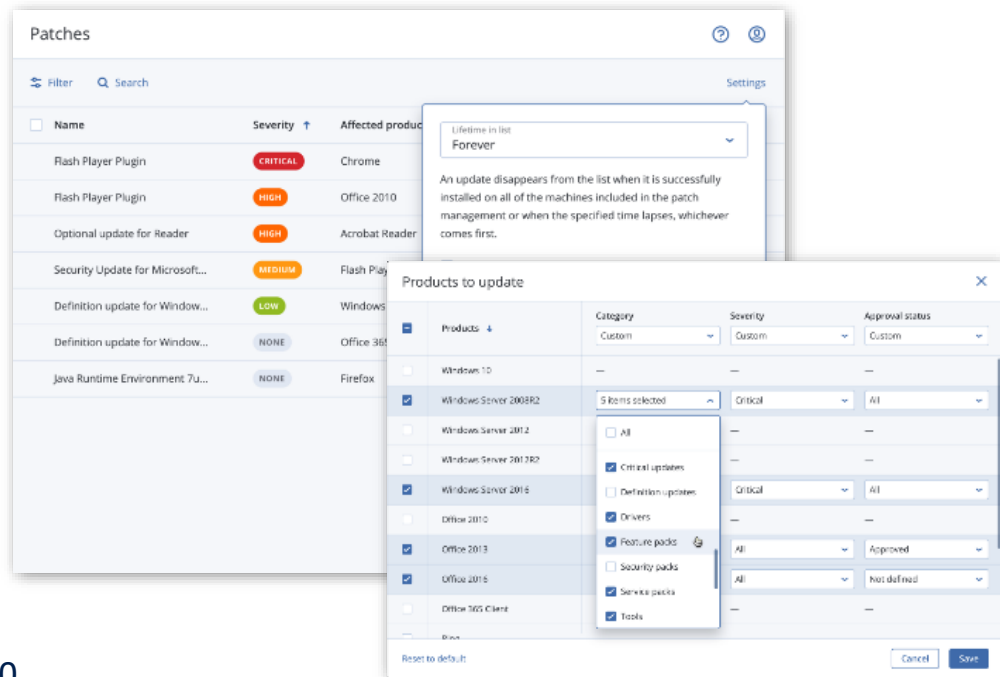 Patches
Filter Search Settings
Name Severity Affected produc
Flash Player Plugin CRITICAL Chrome
Flash Player Plugin HIGH Office 2010
Optional update for Reader HIGH Acrobat Reader
Security Update for Microsoft... MEDIUM Flash Play
Definition update for Window... LOW Windows
Definition update for Window... NONE Office 365
Java Runtime Environment 7u... NONE Firefox
Lifetime in list
Forever
An update disappears from the list when it is successfully
installed on all of the machines included in the patch
management or when the specified time lapses, whichever
comes first.
Products to update
Products
Category Severity Approval status
Custom Custom Custom
Windows 10 — — —
Windows Server 2008R2 5 items selected Critical All
Windows Server 2012 — —
Windows Server 2012R2 — —
Windows Server 2016 Critical All
Office 2010 — —
Office 2013 All Approved
Office 2016 All Not defined
Office 365 Client — —
All
Critical updates
Definition updates
Drivers
Feature packs
Security packs
Service packs
Tools
Reset to default Cancel Save